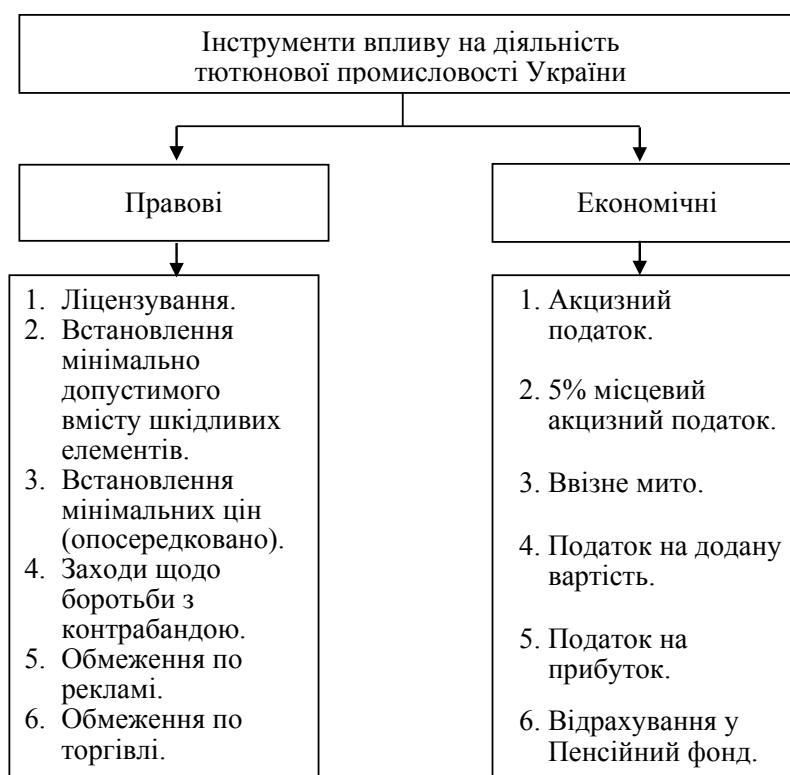 Інструменти впливу на діяльність
тютюнової промисловості України
Правові
Економічні
1. Ліцензування.
2. Встановлення
мінімально
допустимого
вмісту шкідливих
елементів.
3. Встановлення
мінімальних цін
(опосередковано).
4. Заходи щодо
боротьби з
контрабандою.
5. Обмеження по
рекламі.
6. Обмеження по
торгівлі.
1. Акцизний
податок.
2. 5% місцевий
акцизний податок.
3. Ввізне мито.
4. Податок на додану
вартість.
5. Податок на
прибуток.
6. Відрахування у
Пенсійний фонд.